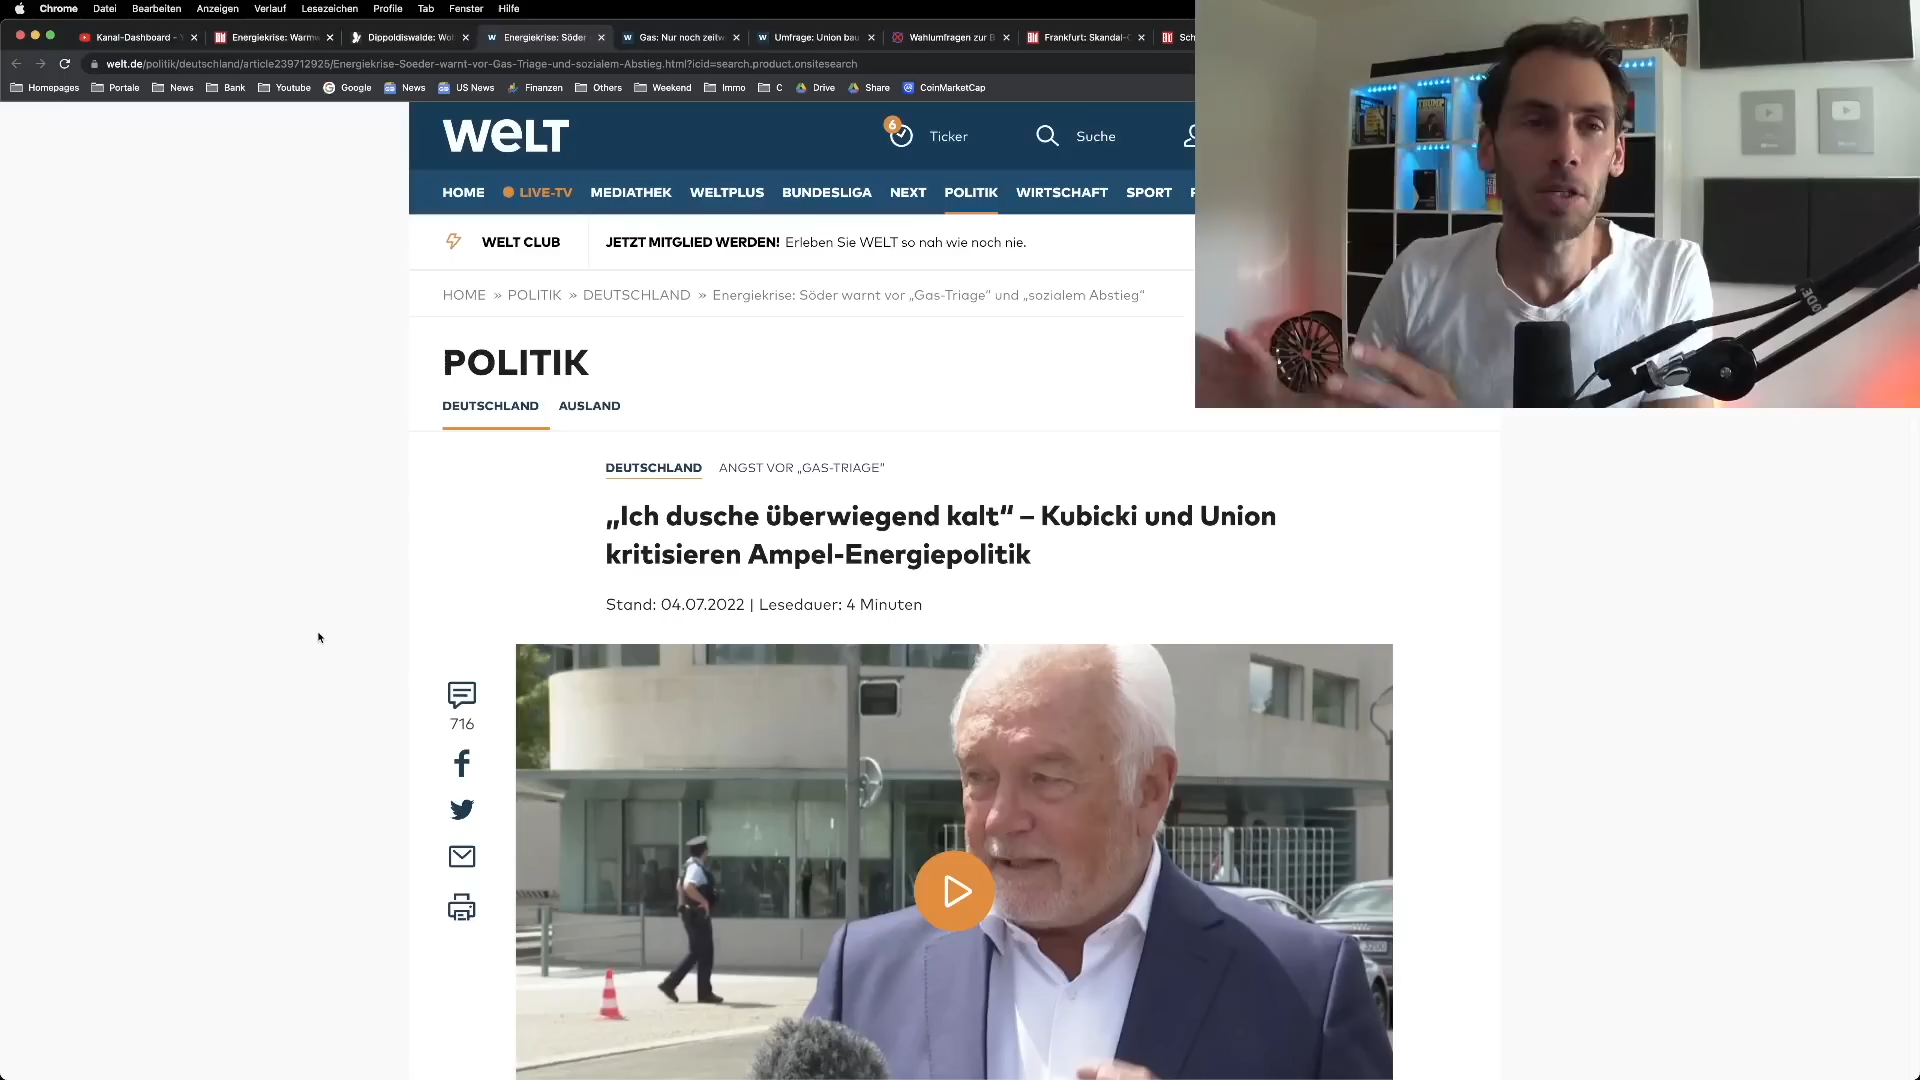 Chrome Datei Bearbeiten Anzeigen Verlauf Lesezeichen Profile Tab Fenster Hilfe
Kanal-Dashboard - Energiekrise: Warmw Dippoldiswalde: Wo Energiekrise: Söder Gas: Nur noch zeitw Umfrage: Union bau Wahlumfragen zur B Frankfurt: Skandal- Sch
welt.de/politik/deutschland/article239712925/Energiekrise-Soeder-warnt-vor-Gas-Triage-und-sozialem-Abstieg.html?icid=search.product.onsitesearch
Homepages Portale News Bank Youtube Google News US News Finanzen Others Weekend Immo C Drive Share CoinMarketCap
WELT
6
Ticker Suche
HOME LIVE-TV MEDIATHEK WELTPLUS BUNDESLIGA NEXT POLITIK WIRTSCHAFT SPORT
WELT CLUB JETZT MITGLIED WERDEN! Erleben Sie WELT so nah wie noch nie.
HOME » POLITIK » DEUTSCHLAND » Energiekrise: Söder warnt vor „Gas-Triage“ und „sozialem Abstieg“
POLITIK
DEUTSCHLAND AUSLAND
DEUTSCHLAND ANGST VOR „GAS-TRIAGE“
„Ich dusche überwiegend kalt“ – Kubicki und Union
kritisieren Ampel-Energiepolitik
Stand: 04.07.2022 | Lesedauer: 4 Minuten
716
TRUMP
RØDE